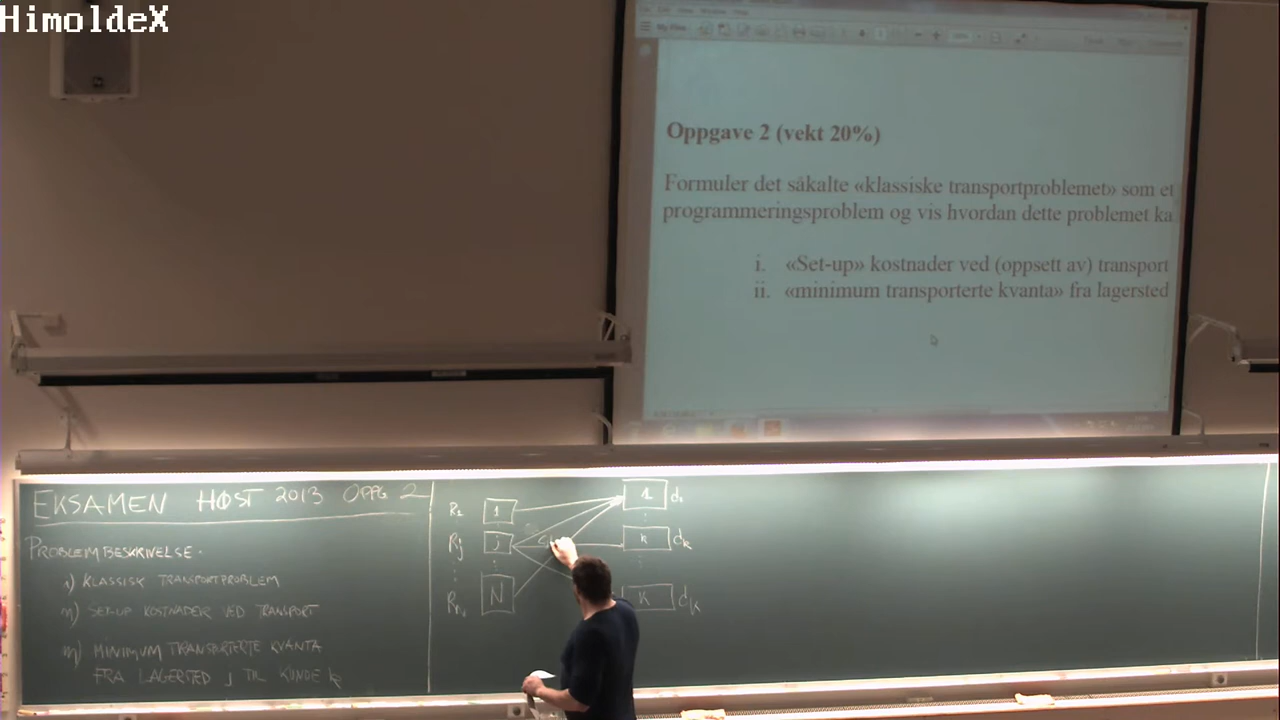 HimoldeX
My Files
Oppgave 2 (vekt 20%)
Formuler det såkalte «klassiske transportproblemet» som et
programmeringsproblem og vis hvordan dette problemet ka
i. «Set-up» kostnader ved (oppsett av) transport
ii. «minimum transporterte kvanta» fra lagersted
EKSAMEN HØST 2013 OPPG 2
PROBLEMBESKRIVELSE.
i) KLASSISK TRANSPORTPROBLEM
ii) SET-UP KOSTNADER VED TRANSPORT
iii) MINIMUM TRANSPORTERTE KVANTA
FRA LAGERSTED j TIL KUNDE k
R1 1 1 d1
Rj j k dk
RN N K dK